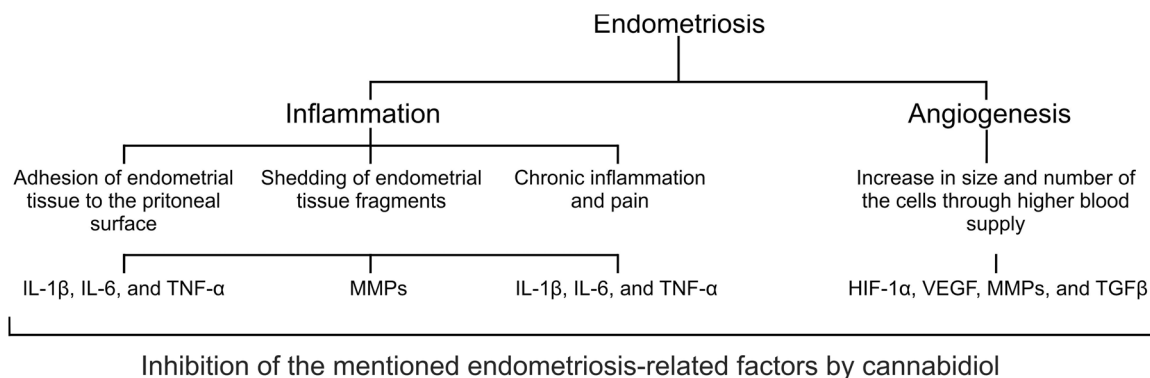 Endometriosis
Inflammation
Angiogenesis
Adhesion of endometrial
tissue to the pritoneal
surface
Shedding of endometrial
tissue fragments
Chronic inflammation
and pain
Increase in size and number of
the cells through higher blood
supply
IL-1β, IL-6, and TNF-α
MMPs
IL-1β, IL-6, and TNF-α
HIF-1α, VEGF, MMPs, and TGFβ
Inhibition of the mentioned endometriosis-related factors by cannabidiol